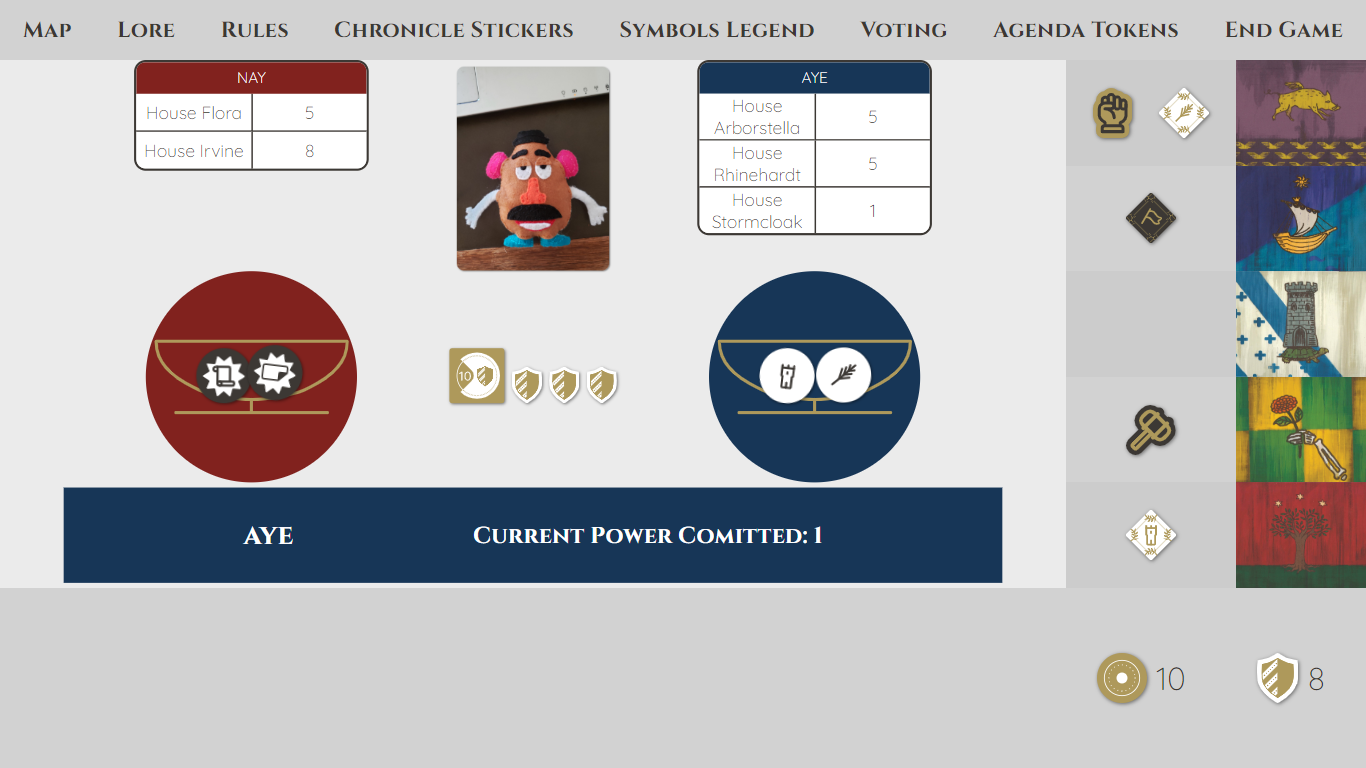 Map Lore Rules Chronicle Stickers Symbols Legend Voting Agenda Tokens End Game
NAY
House Flora 5
House Irvine 8
AYE
House
Arborstella 5
House
Rhinehardt 5
House
Stormcloak 1
10
AYE Current Power Comitted: 1
10 8